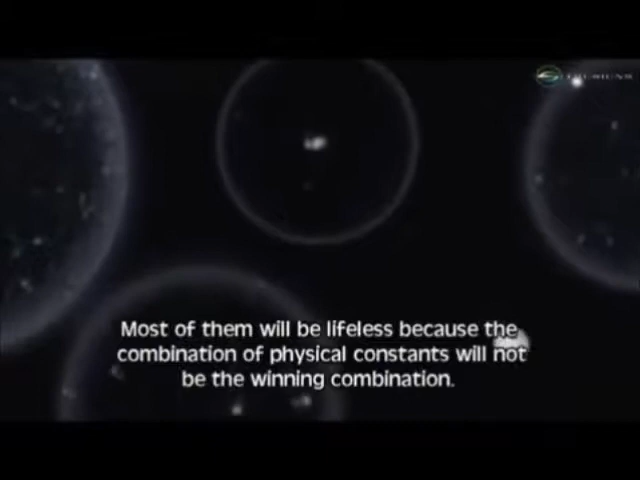 Most of them will be lifeless because the
combination of physical constants will not
be the winning combination.